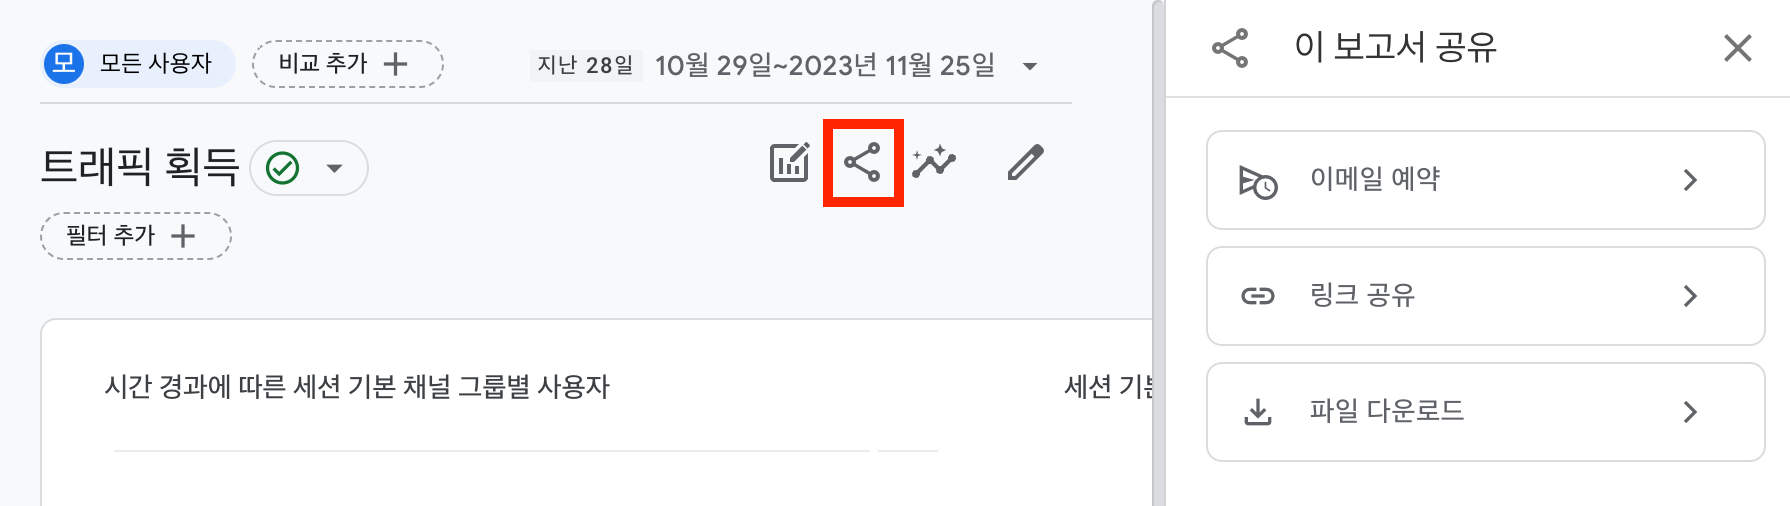 모 모든 사용자 비교 추가 지난 28일 10월 29일~2023년 11월 25일
트래픽 획득
필터 추가
시간 경과에 따른 세션 기본 채널 그룹별 사용자 세션 기본
이 보고서 공유
이메일 예약
링크 공유
파일 다운로드